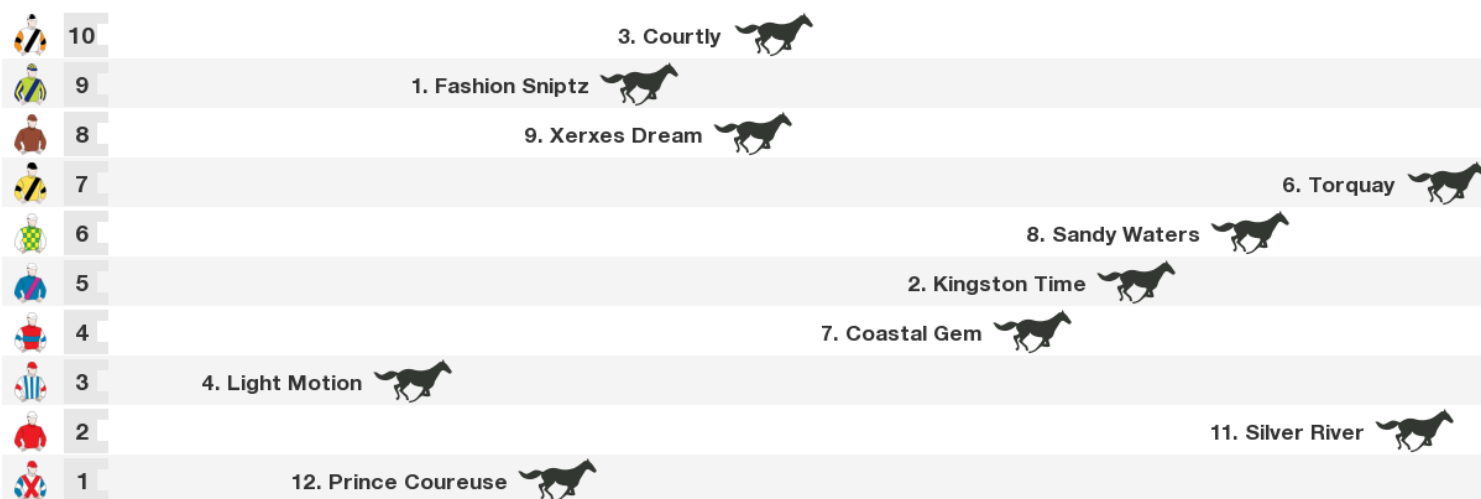 10 3. Courtly
9 1. Fashion Sniptz
8 9. Xerxes Dream
7 6. Torquay
6 8. Sandy Waters
5 2. Kingston Time
4 7. Coastal Gem
3 4. Light Motion
2 11. Silver River
1 12. Prince Coureuse